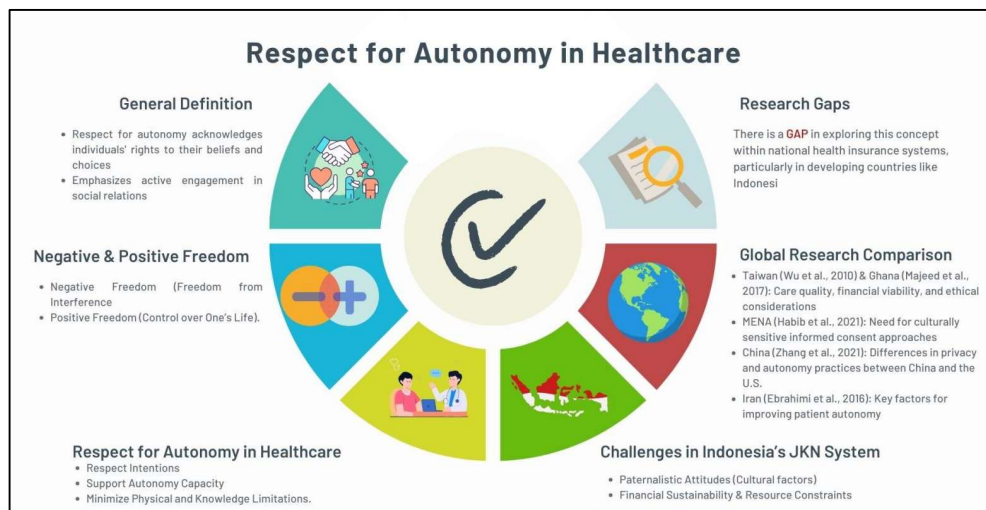 Respect for Autonomy in Healthcare
General Definition
• Respect for autonomy acknowledges
individuals' rights to their beliefs and
choices
• Emphasizes active engagement in
social relations
Negative & Positive Freedom
• Negative Freedom (Freedom from
Interference
• Positive Freedom (Control over One's Life).
Respect for Autonomy in Healthcare
• Respect Intentions
• Support Autonomy Capacity
• Minimize Physical and Knowledge Limitations.
Research Gaps
There is a GAP in exploring this concept
within national health insurance systems,
particularly in developing countries like
Indonesi
Global Research Comparison
• Taiwan (Wu et al., 2010) & Ghana (Majeed et al.,
2017): Care quality, financial viability, and ethical
considerations
• MENA (Habib et al., 2021): Need for culturally
sensitive informed consent approaches
• China (Zhang et al., 2021): Differences in privacy
and autonomy practices between China and the
U.S.
• Iran (Ebrahimi et al., 2016): Key factors for
improving patient autonomy
Challenges in Indonesia's JKN System
• Paternalistic Attitudes (Cultural factors)
• Financial Sustainability & Resource Constraints